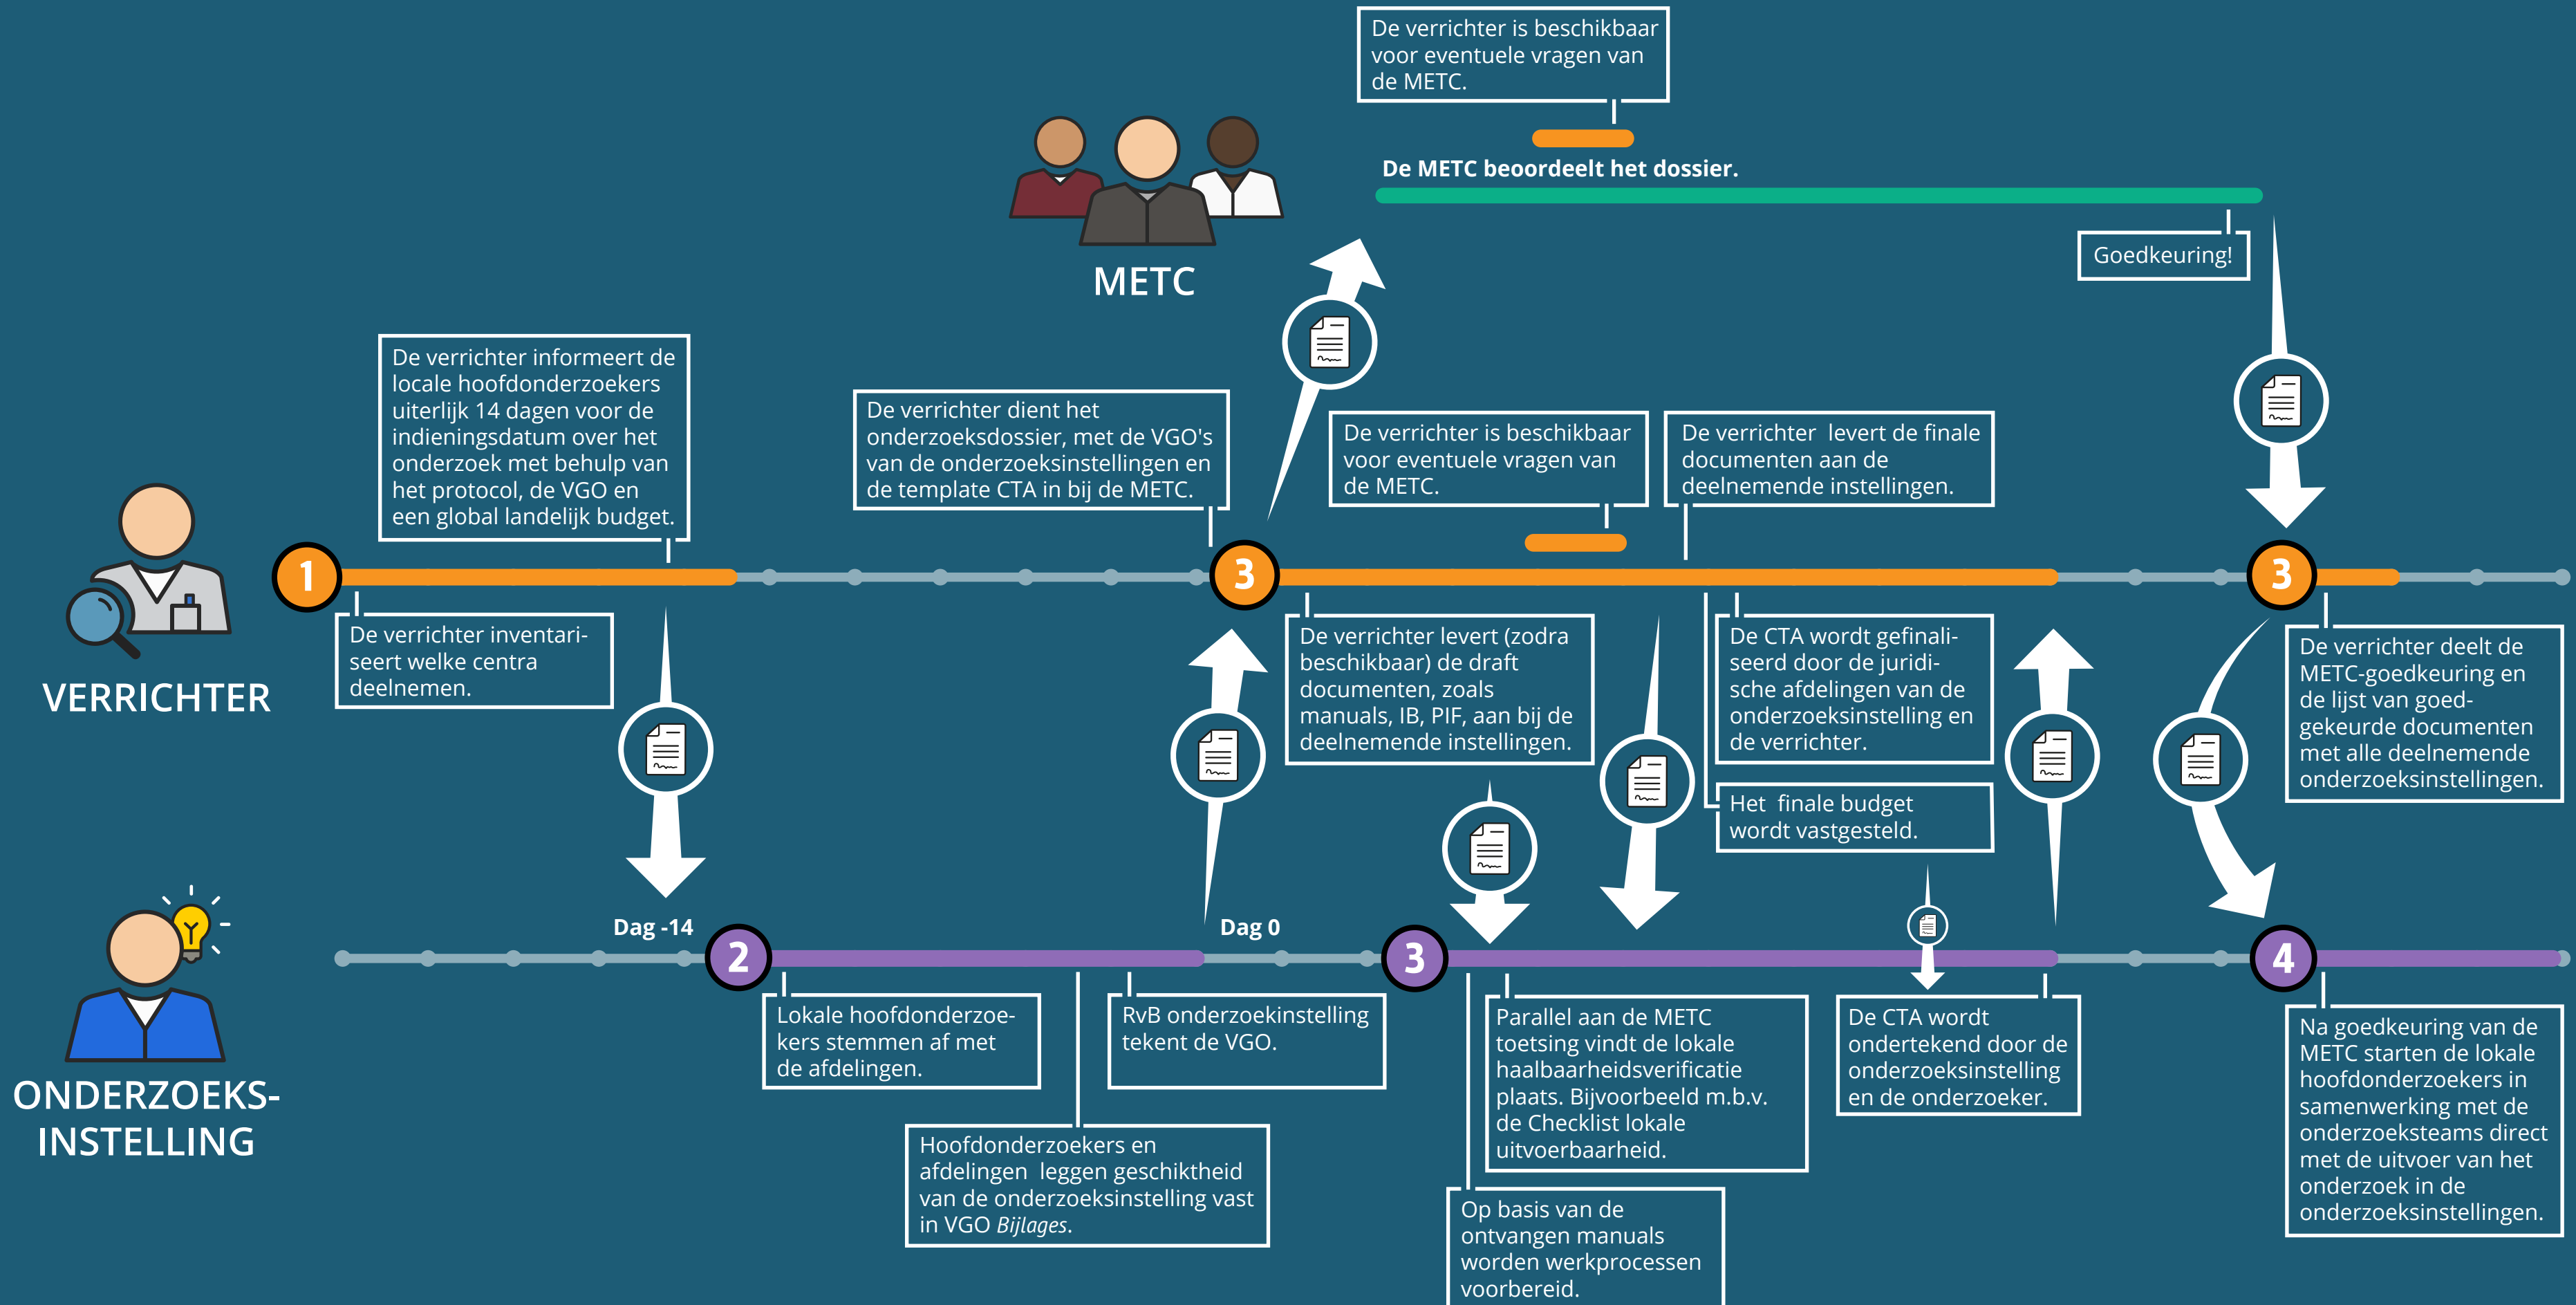 De verrichter is beschikbaar
voor eventuele vragen van
de METC.
De METC beoordeelt het dossier.
Goedkeuring!
METC
De verrichter informeert de
locale hoofdonderzoekers
uiterlijk 14 dagen voor de
indieningsdatum over het
onderzoek met behulp van
het protocol, de VGO en
een global landelijk budget.
De verrichter dient het
onderzoeksdossier, met de VGO's
van de onderzoeksinstellingen en
de template CTA in bij de METC.
De verrichter is beschikbaar
voor eventuele vragen van
de METC.
De verrichter levert de finale
documenten aan de
deelnemende instellingen.
1
3
3
VERRICHTER
De verrichter inventari-
seert welke centra
deelnemen.
De verrichter levert (zodra
beschikbaar) de draft
documenten, zoals
manuals, IB, PIF, aan bij de
deelnemende instellingen.
De CTA wordt gefinali-
seerd door de juridi-
sche afdelingen van de
onderzoeksinstelling en
de verrichter.
Het finale budget
wordt vastgesteld.
De verrichter deelt de
METC-goedkeuring en
de lijst van goed-
gekeurde documenten
met alle deelnemende
onderzoeksinstellingen.
Dag -14
Dag 0
2
3
4
ONDERZOEKS-
INSTELLING
Lokale hoofdonderzoe-
kers stemmen af met
de afdelingen.
Hoofdonderzoekers en
afdelingen leggen geschiktheid
van de onderzoeksinstelling vast
in VGO Bijlages.
RvB onderzoekinstelling
tekent de VGO.
Parallel aan de METC
toetsing vindt de lokale
haalbaarheidsverificatie
plaats. Bijvoorbeeld m.b.v.
de Checklist lokale
uitvoerbaarheid.
Op basis van de
ontvangen manuals
worden werkprocessen
voorbereid.
De CTA wordt
ondertekend door de
onderzoeksinstelling
en de onderzoeker.
Na goedkeuring van de
METC starten de lokale
hoofdonderzoekers in
samenwerking met de
onderzoeksteams direct
met de uitvoer van het
onderzoek in de
onderzoeksinstellingen.